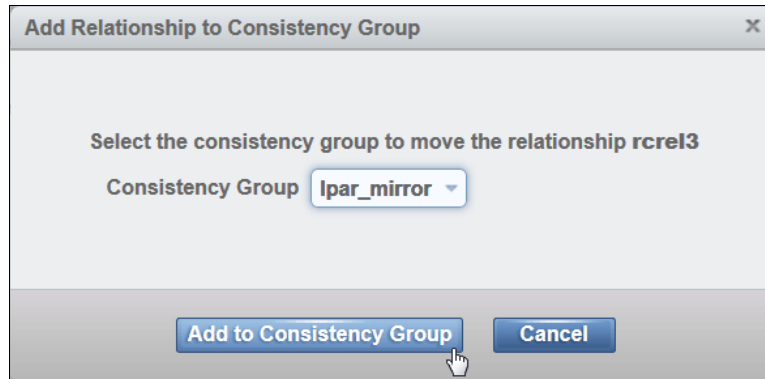 Add Relationship to Consistency Group
Select the consistency group to move the relationship rcrel3
Consistency Group lpar_mirror
Add to Consistency Group Cancel